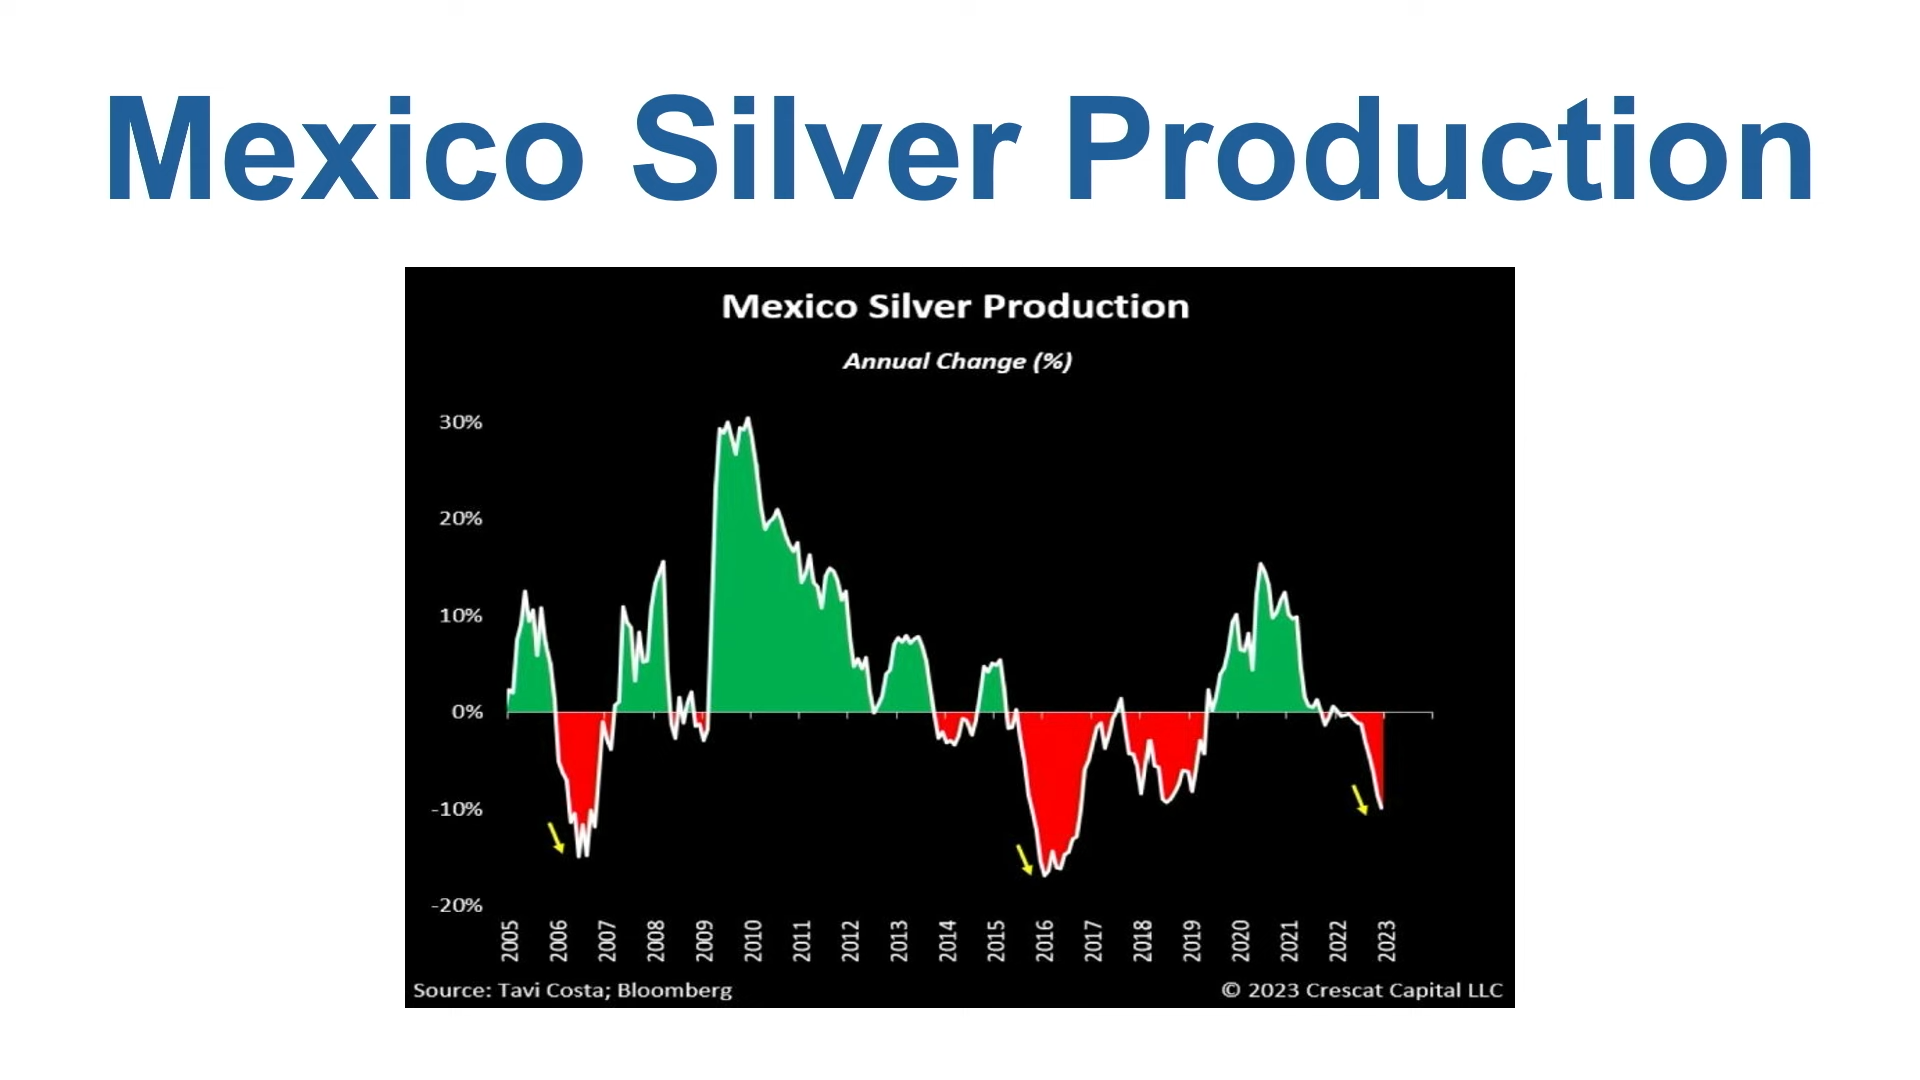 Mexico Silver Production
Mexico Silver Production
Annual Change (%)
30%
20%
10%
0%
-10%
-20%
2005 2006 2007 2008 2009 2010 2011 2012 2013 2014 2015 2016 2017 2018 2019 2020 2021 2022 2023
Source: Tavi Costa; Bloomberg
© 2023 Crescat Capital LLC